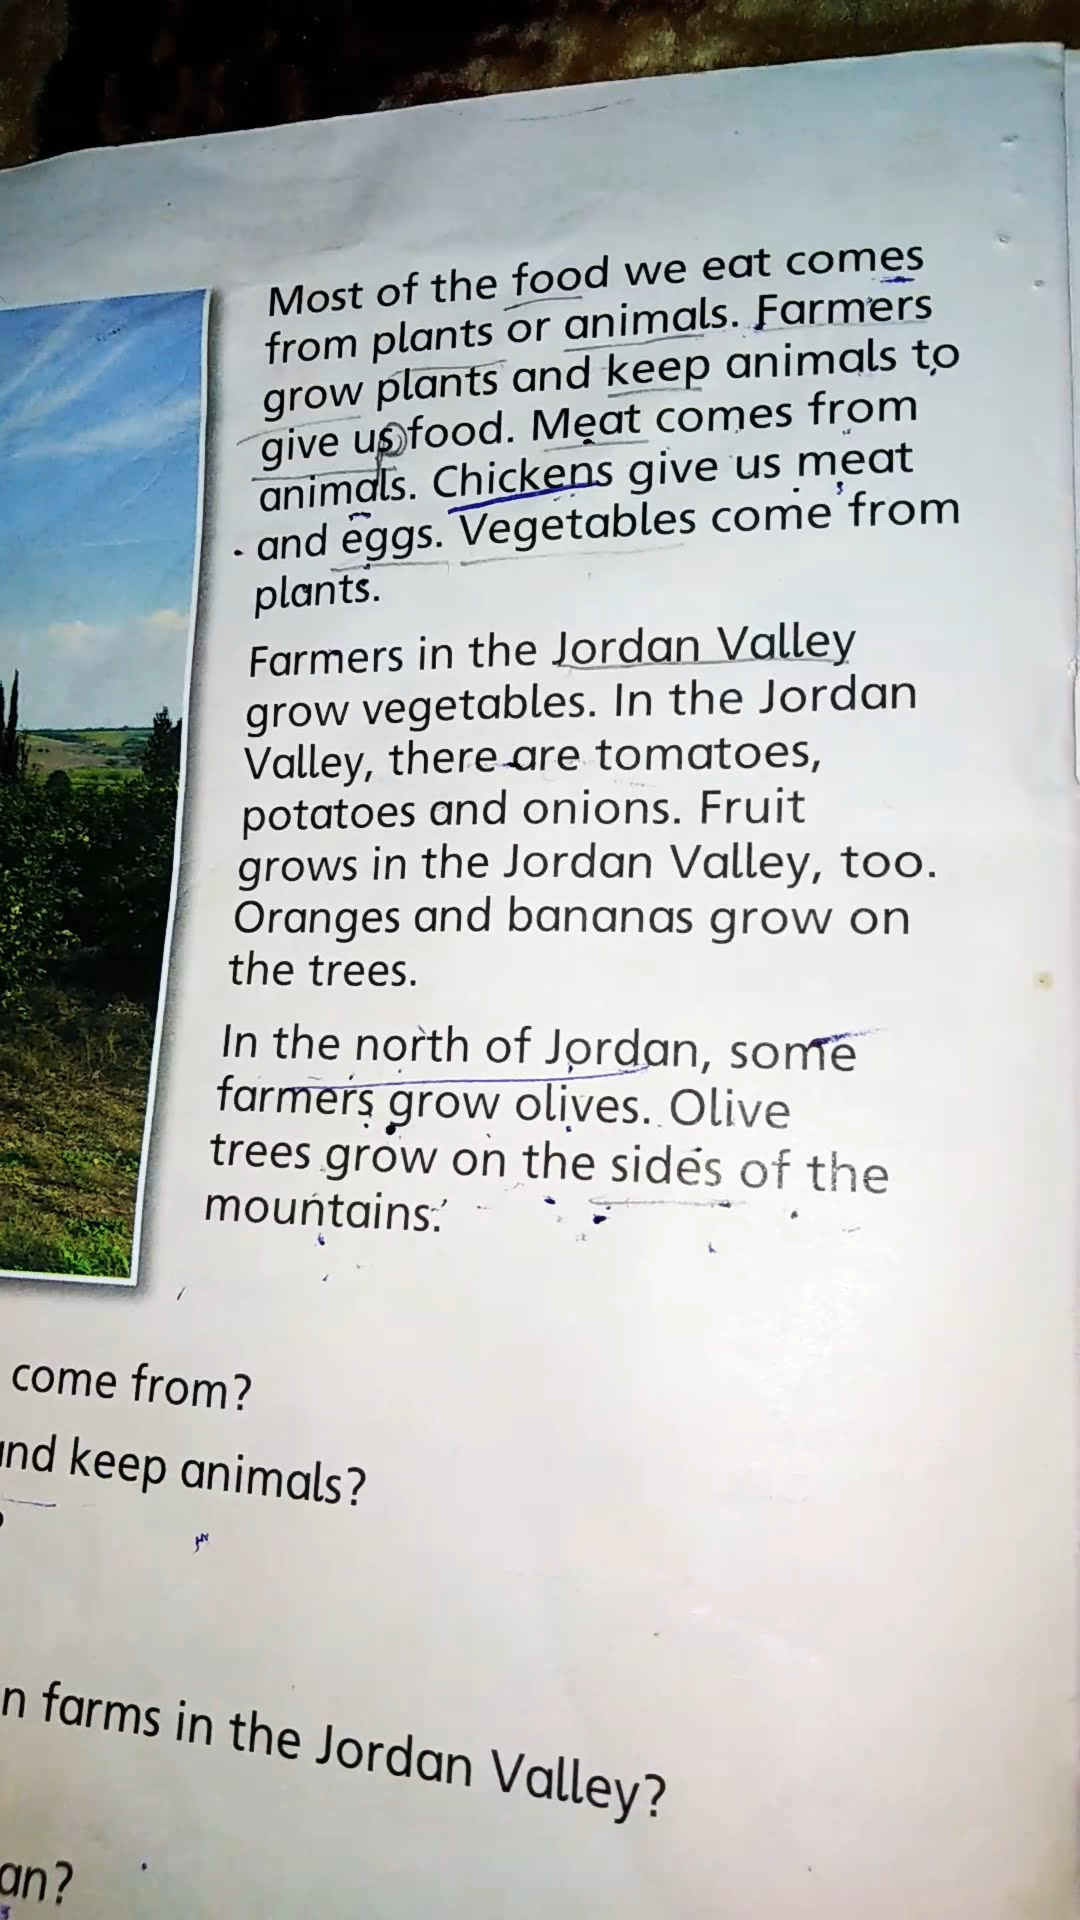 Most of the food we eat comes
from plants or animals. Farmers
grow plants and keep animals to
give us food. Meat comes from
animals. Chickens give us meat
and eggs. Vegetables come from
plants.
Farmers in the Jordan Valley
grow vegetables. In the Jordan
Valley, there are tomatoes,
potatoes and onions. Fruit
grows in the Jordan Valley, too.
Oranges and bananas grow on
the trees.
In the north of Jordan, some
farmers grow olives. Olive
trees grow on the sides of the
mountains.
come from?
keep animals?
farms in the Jordan Valley?